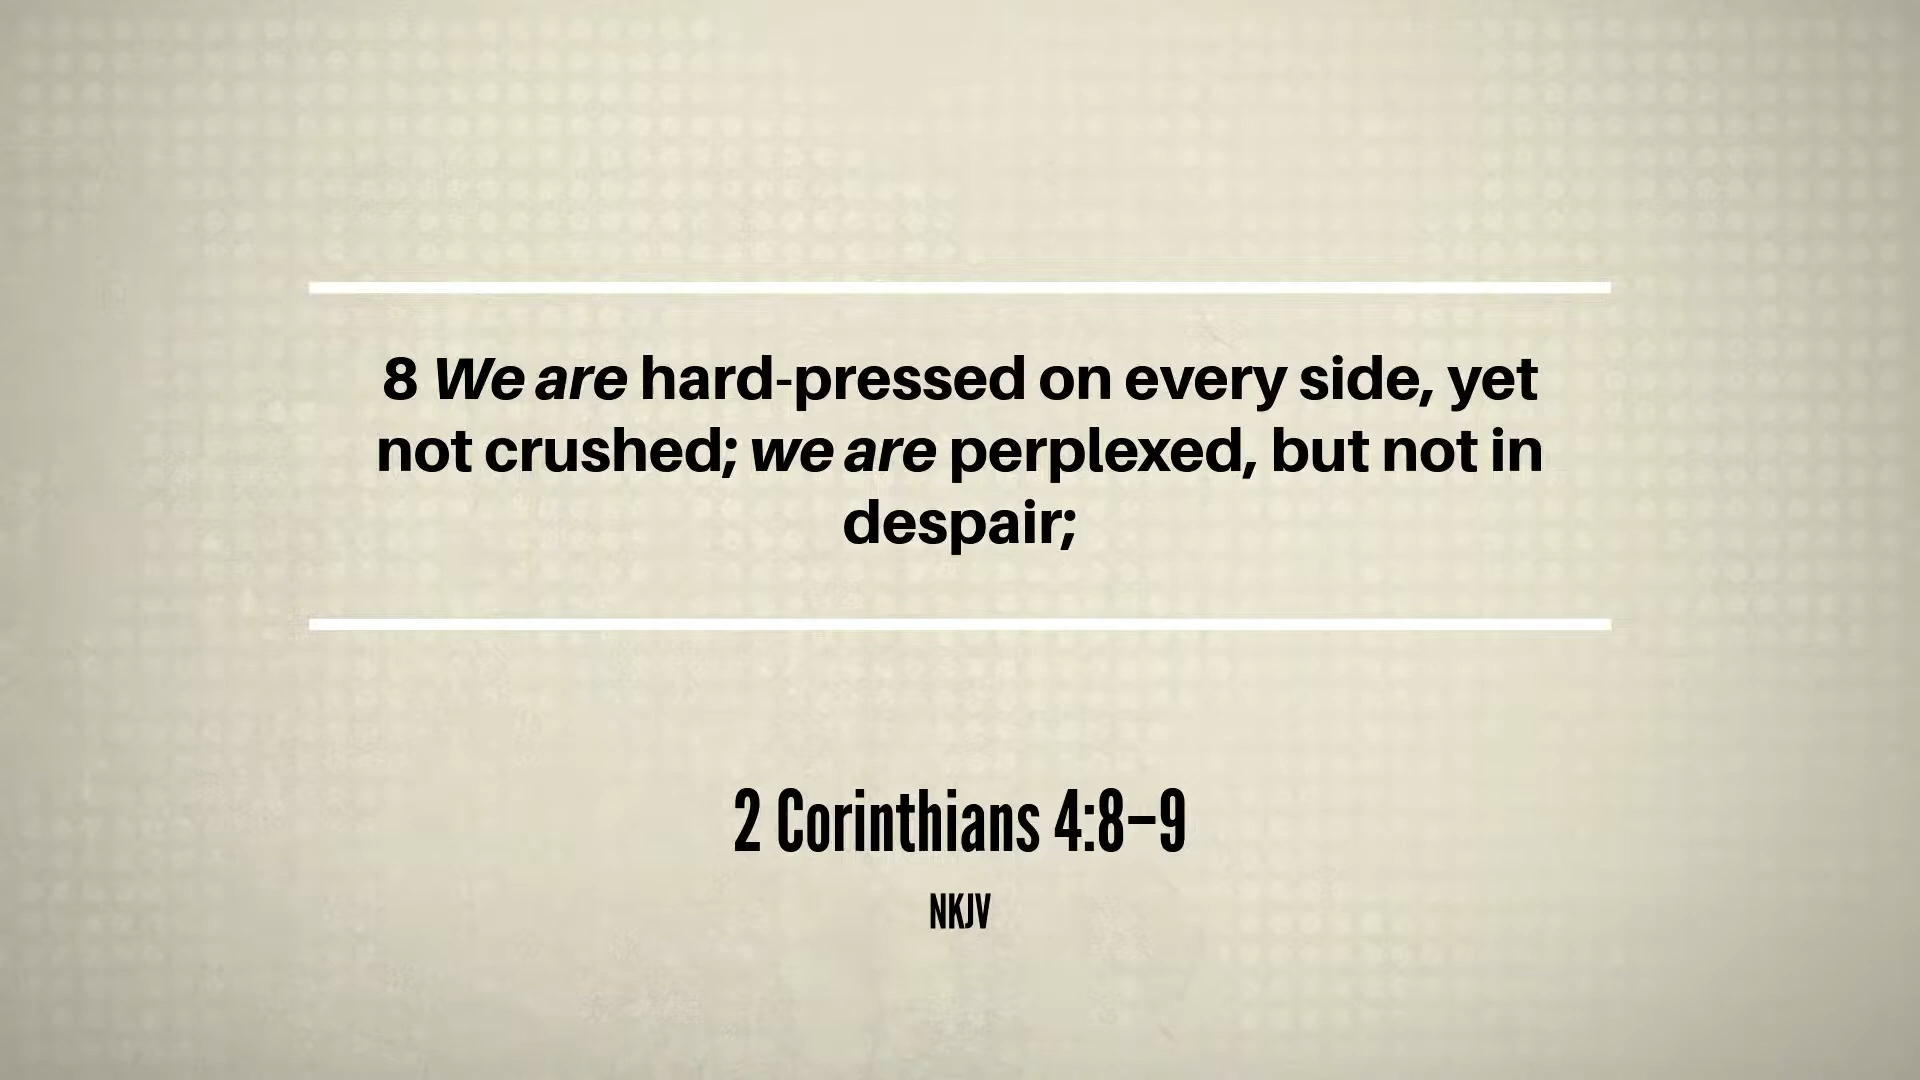 8 We are hard-pressed on every side, yet
not crushed; we are perplexed, but not in
despair;
2 Corinthians 4:8–9
NKJV